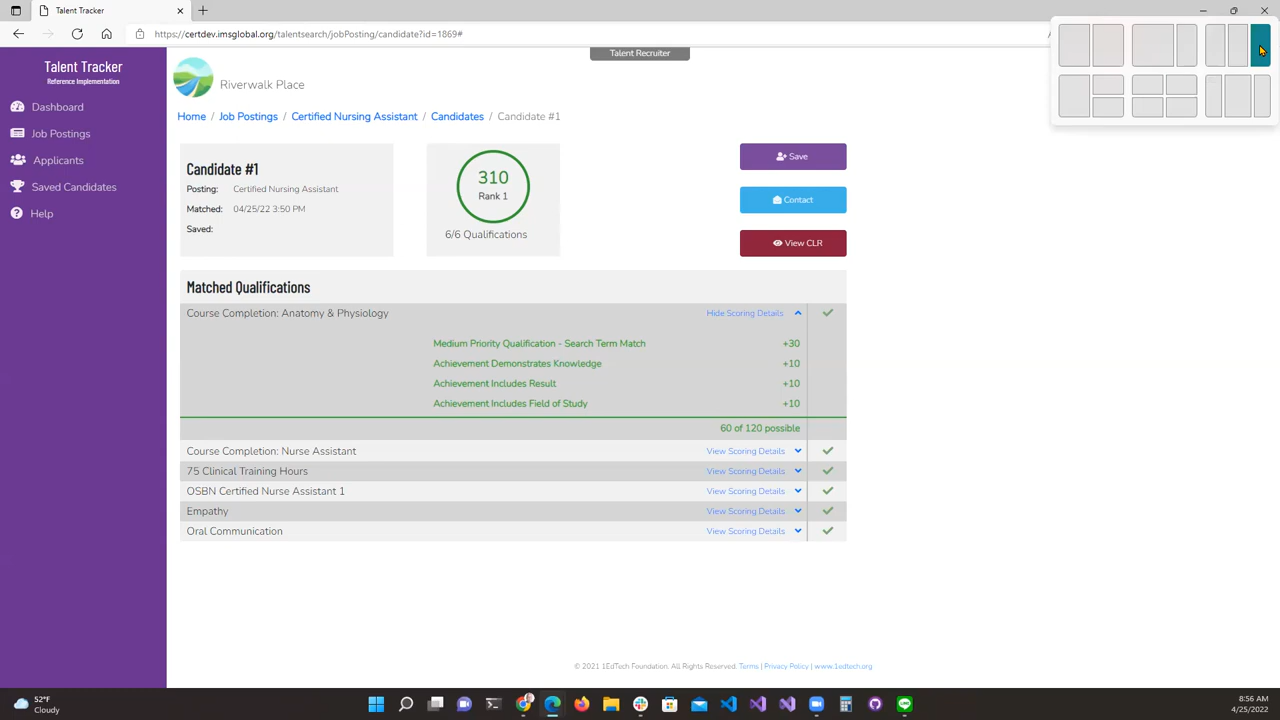 Talent Tracker
https://certdev.imsglobal.org/talentsearch/jobPosting/candidate?id=1869#
Talent Tracker
Reference Implementation
Dashboard
Job Postings
Applicants
Saved Candidates
Help
Talent Recruiter
Riverwalk Place
Home / Job Postings / Certified Nursing Assistant / Candidates / Candidate #1
Candidate #1
Posting: Certified Nursing Assistant
Matched: 04/25/22 3:50 PM
Saved:
310
Rank 1
6/6 Qualifications
Save
Contact
View CLR
Matched Qualifications
Course Completion: Anatomy & Physiology Hide Scoring Details
Medium Priority Qualification - Search Term Match +30
Achievement Demonstrates Knowledge +10
Achievement Includes Result +10
Achievement Includes Field of Study +10
60 of 120 possible
Course Completion: Nurse Assistant View Scoring Details
75 Clinical Training Hours View Scoring Details
OSBN Certified Nurse Assistant 1 View Scoring Details
Empathy View Scoring Details
Oral Communication View Scoring Details
© 2021 1EdTech Foundation. All Rights Reserved. Terms | Privacy Policy | www.1edtech.org
52°F
Cloudy
8:56 AM
4/25/2022